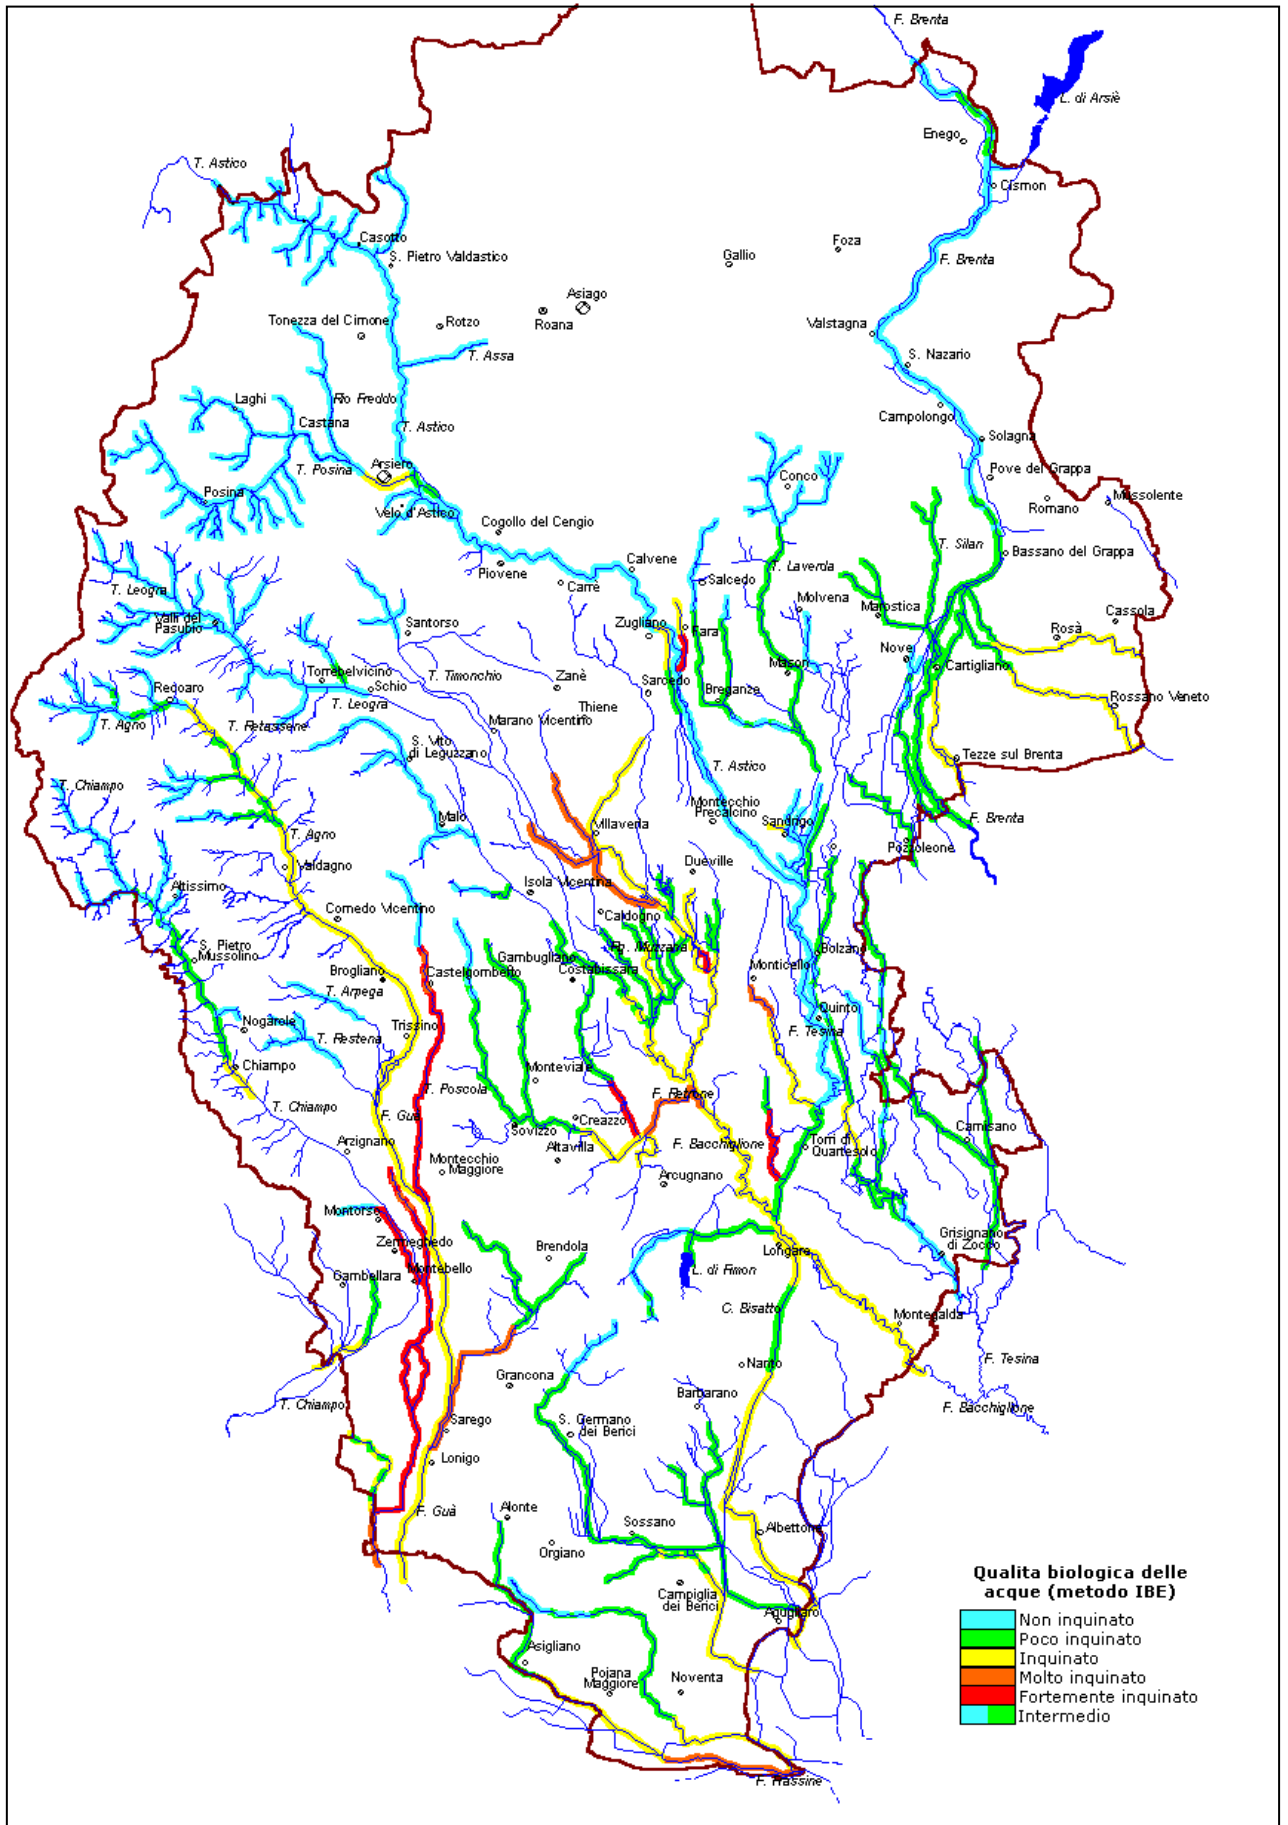 F. Brenta
L. di Arsiè
Enego
T. Astico
Cismon
Casotto
S. Pietro Valdastico
Gallio
Foza
F. Brenta
Asiago
Tonezza del Cimone
Rotzo
Roana
Valstagna
T. Assa
S. Nazario
Laghi
Rio Freddo
Campolongo
Castana
T. Astico
Solagna
T. Posina
Arsiero
Pove del Grappa
Conco
Posina
Velo d'Astico
Romano
Mussolente
Cogollo del Cengio
T. Silan
Bassano del Grappa
Piovene
Calvene
T. Laverda
T. Leogra
Carrè
Salcedo
Molvena
Marostica
Cassola
Valli del
Pasubio
Santorso
Zugliano
Fara
Rosà
Nove
Torrebelvicino
T. Timonchio
Mason
Cartigliano
Recoaro
Schio
Zanè
Sarcedo
Breganze
Rossano Veneto
T. Agno
T. Retassene
T. Leogra
Marano Vicentino
Thiene
S. Vito
di Leguzzano
Tezze sul Brenta
T. Astico
T. Chiampo
Montecchio
Precalcino
Malo
Villaverla
Sandrigo
F. Brenta
T. Agno
Pozzoleone
Valdagno
Dueville
Altissimo
Isola Vicentina
Cornedo Vicentino
Caldogno
S. Pietro
Mussolino
Gambugliano
Bolzano
Brogliano
Castelgomberto
Costabissara
Monticello
T. Arpega
Nogarole
Trissino
Quinto
T. Restena
F. Tesina
Chiampo
Monteviale
T. Poscola
F. Retrone
T. Chiampo
F. Guà
Creazzo
Sovizzo
Camisano
Arzignano
F. Bacchiglione
Torri di
Quartesolo
Altavilla
Montecchio
Maggiore
Arcugnano
Montorso
Grisignano
di Zocco
Zermeghedo
Brendola
Longare
Gambellara
Montebello
L. di Fimon
C. Bisatto
Montegalda
Nanto
F. Tesina
Grancona
Barbarano
T. Chiampo
F. Bacchiglione
Sarego
S. Germano
dei Berici
Lonigo
F. Guà
Alonte
Sossano
Albettone
Orgiano
Campiglia
dei Berici
Agugliaro
Asigliano
Pojana
Maggiore
Noventa
F. Frassine
Qualita biologica delle
acque (metodo IBE)
Non inquinato
Poco inquinato
Inquinato
Molto inquinato
Fortemente inquinato
Intermedio